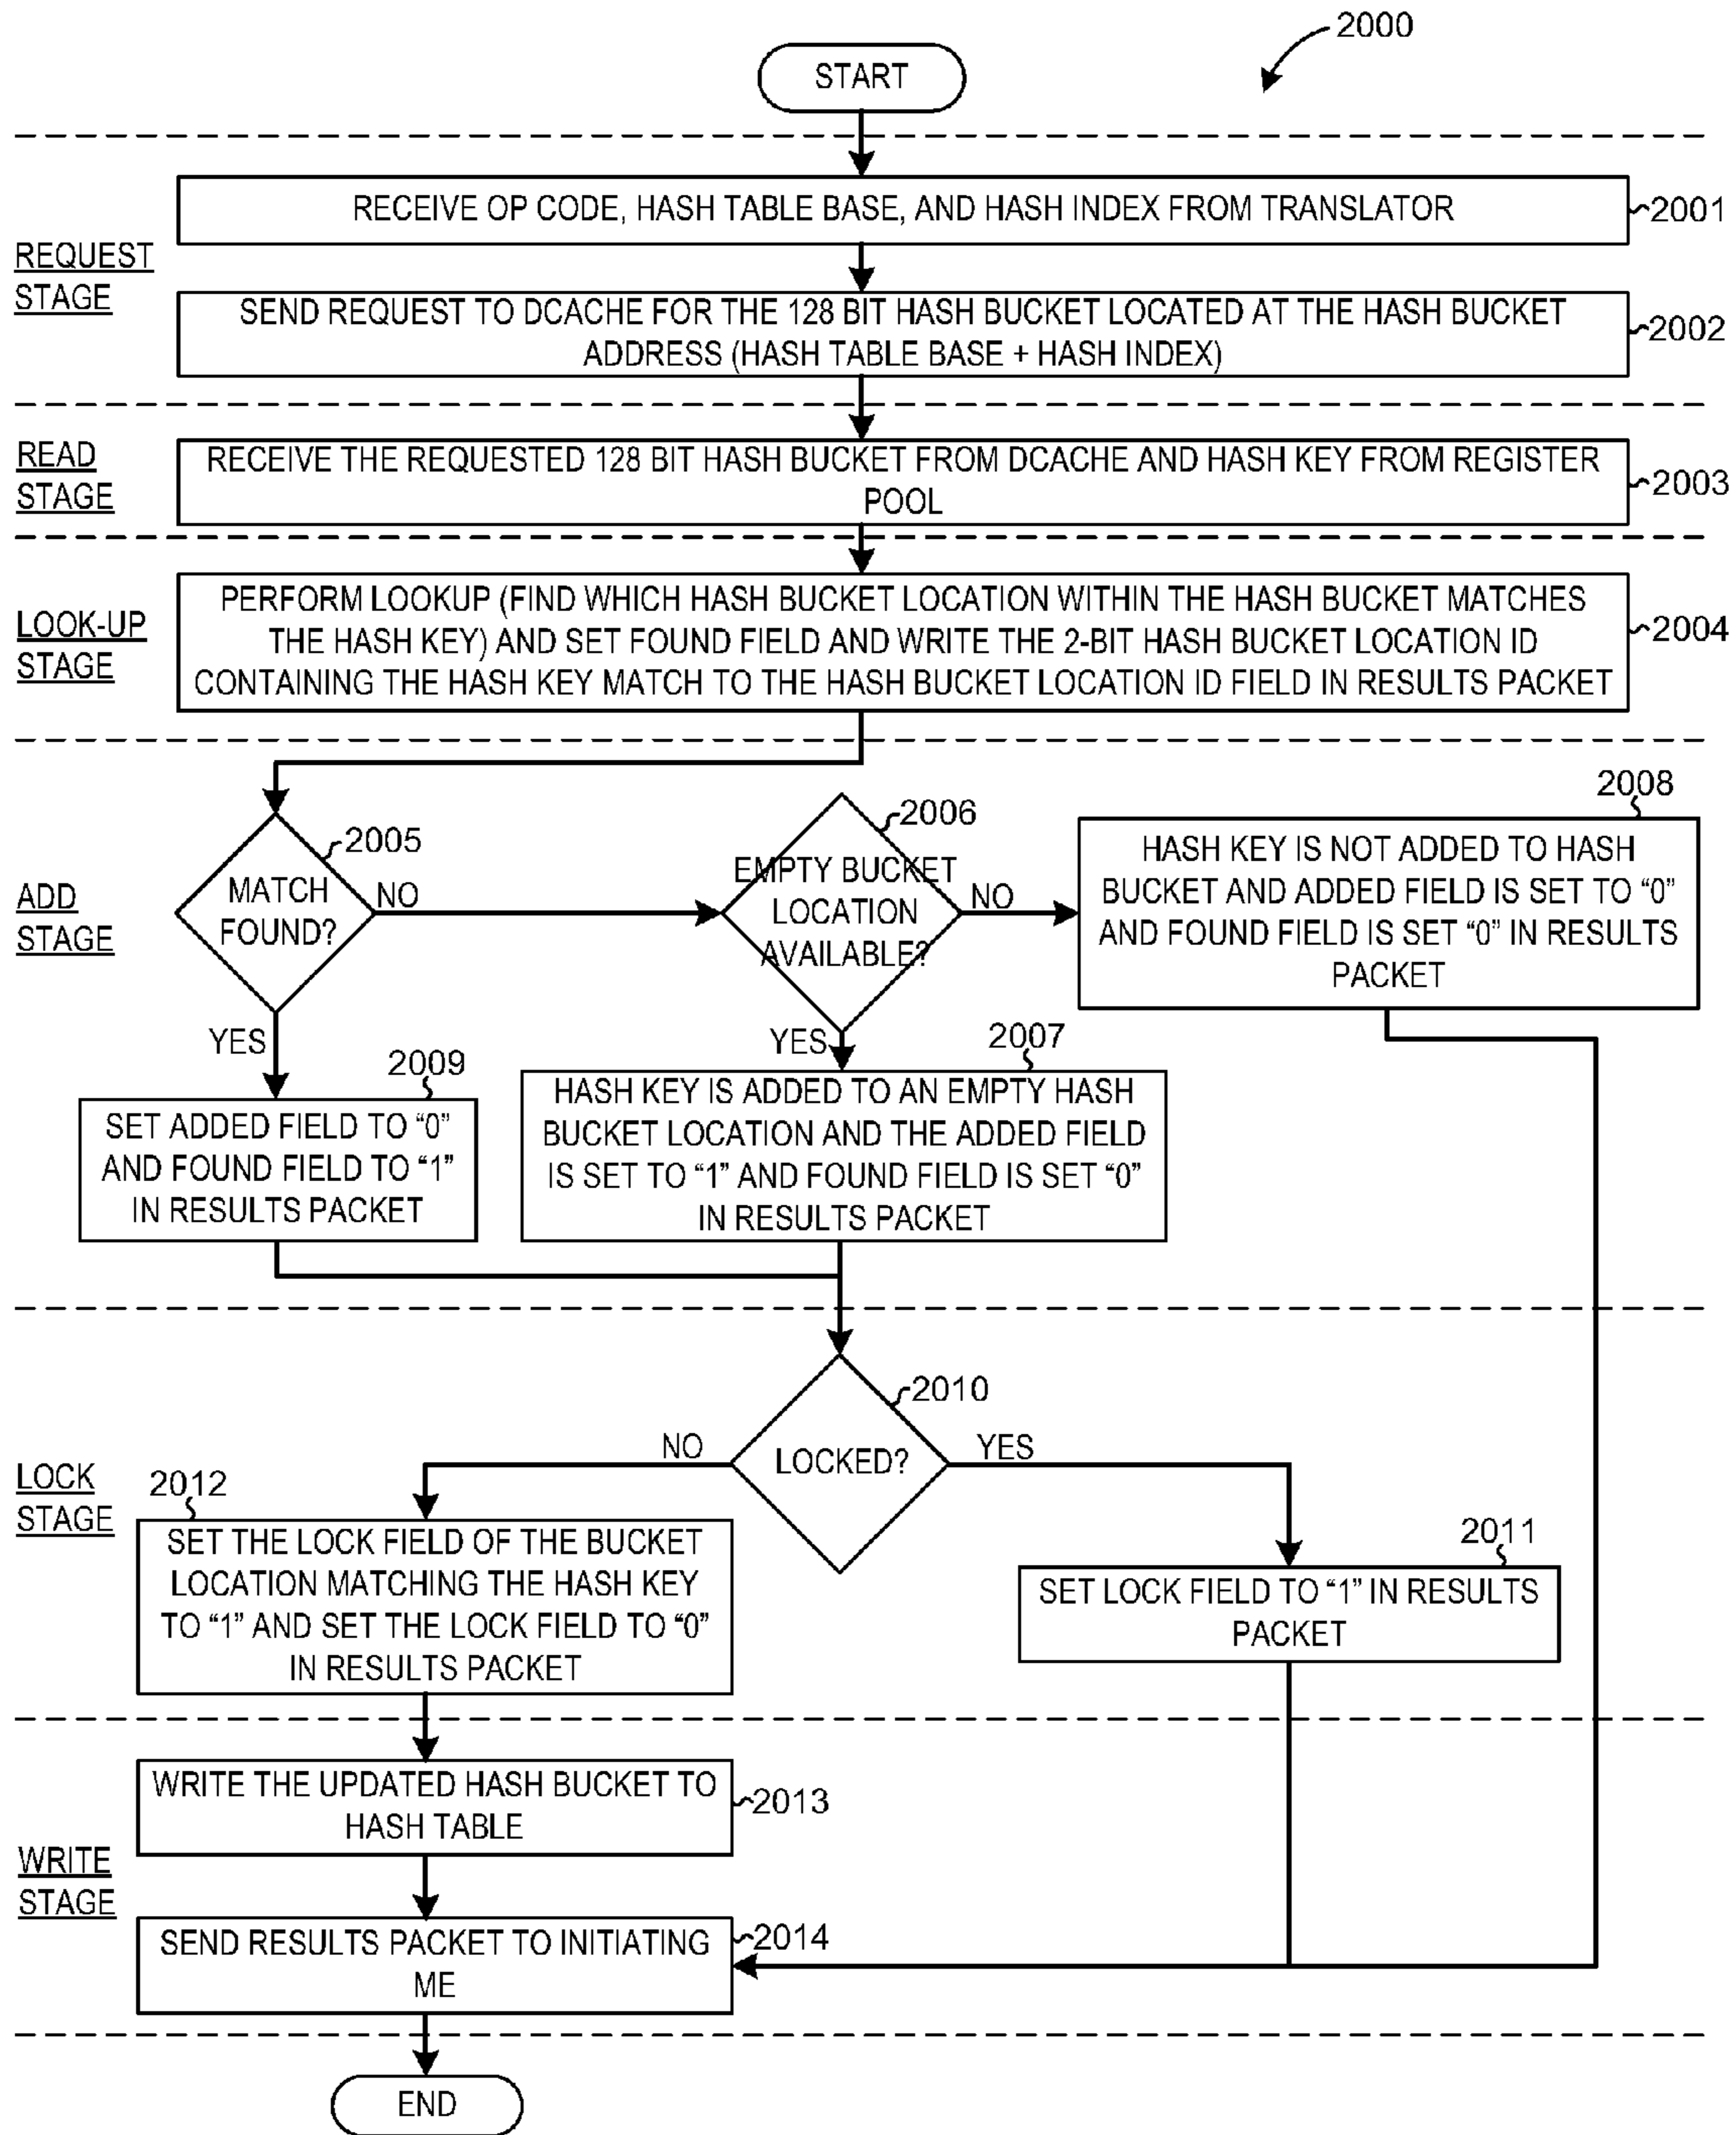 2000
START
RECEIVE OP CODE, HASH TABLE BASE, AND HASH INDEX FROM TRANSLATOR
2001
REQUEST
STAGE
SEND REQUEST TO DCACHE FOR THE 128 BIT HASH BUCKET LOCATED AT THE HASH BUCKET
ADDRESS (HASH TABLE BASE + HASH INDEX)
2002
READ
STAGE
RECEIVE THE REQUESTED 128 BIT HASH BUCKET FROM DCACHE AND HASH KEY FROM REGISTER
POOL
2003
LOOK-UP
STAGE
PERFORM LOOKUP (FIND WHICH HASH BUCKET LOCATION WITHIN THE HASH BUCKET MATCHES
THE HASH KEY) AND SET FOUND FIELD AND WRITE THE 2-BIT HASH BUCKET LOCATION ID
CONTAINING THE HASH KEY MATCH TO THE HASH BUCKET LOCATION ID FIELD IN RESULTS PACKET
2004
ADD
STAGE
2005
MATCH
FOUND?
NO
YES
2006
EMPTY BUCKET
LOCATION
AVAILABLE?
NO
YES
2008
HASH KEY IS NOT ADDED TO HASH
BUCKET AND ADDED FIELD IS SET TO “0”
AND FOUND FIELD IS SET “0” IN RESULTS
PACKET
2009
SET ADDED FIELD TO “0”
AND FOUND FIELD TO “1”
IN RESULTS PACKET
2007
HASH KEY IS ADDED TO AN EMPTY HASH
BUCKET LOCATION AND THE ADDED FIELD
IS SET TO “1” AND FOUND FIELD IS SET “0”
IN RESULTS PACKET
LOCK
STAGE
2010
LOCKED?
NO
YES
2012
SET THE LOCK FIELD OF THE BUCKET
LOCATION MATCHING THE HASH KEY
TO “1” AND SET THE LOCK FIELD TO “0”
IN RESULTS PACKET
2011
SET LOCK FIELD TO “1” IN RESULTS
PACKET
WRITE
STAGE
WRITE THE UPDATED HASH BUCKET TO
HASH TABLE
2013
SEND RESULTS PACKET TO INITIATING
ME
2014
END